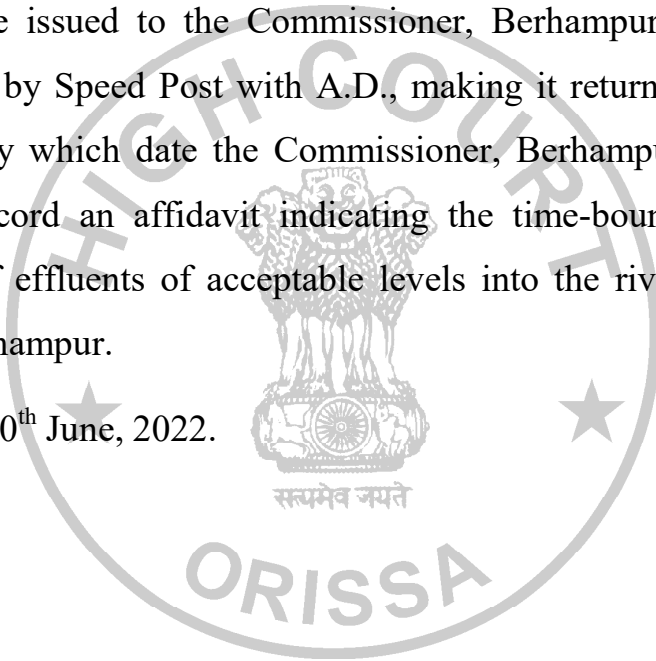 e issued to the Commissioner, Berhampur
by Speed Post with A.D., making it return
y which date the Commissioner, Berhamp
cord an affidavit indicating the time-bour
f effluents of acceptable levels into the riv
hampur.
0th June, 2022.
HIGH COURT
सत्यमेव जयते
ORISSA